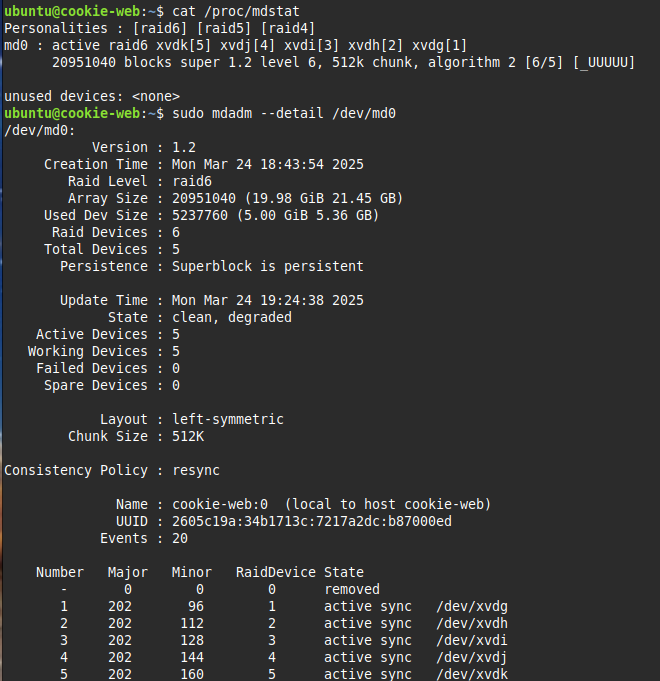 ubuntu@cookie-web:~$ cat /proc/mdstat
Personalities : [raid6] [raid5] [raid4]
md0 : active raid6 xvdk[5] xvdj[4] xvdi[3] xvdh[2] xvdg[1]
      20951040 blocks super 1.2 level 6, 512k chunk, algorithm 2 [6/5] [_UUUUU]

unused devices: <none>
ubuntu@cookie-web:~$ sudo mdadm --detail /dev/md0
/dev/md0:
           Version : 1.2
     Creation Time : Mon Mar 24 18:43:54 2025
        Raid Level : raid6
        Array Size : 20951040 (19.98 GiB 21.45 GB)
     Used Dev Size : 5237760 (5.00 GiB 5.36 GB)
      Raid Devices : 6
     Total Devices : 5
       Persistence : Superblock is persistent

       Update Time : Mon Mar 24 19:24:38 2025
             State : clean, degraded
    Active Devices : 5
   Working Devices : 5
    Failed Devices : 0
     Spare Devices : 0

            Layout : left-symmetric
        Chunk Size : 512K

Consistency Policy : resync

              Name : cookie-web:0  (local to host cookie-web)
              UUID : 2605c19a:34b1713c:7217a2dc:b87000ed
            Events : 20

    Number   Major   Minor   RaidDevice State
       -       0        0        0      removed
       1     202       96        1      active sync   /dev/xvdg
       2     202      112        2      active sync   /dev/xvdh
       3     202      128        3      active sync   /dev/xvdi
       4     202      144        4      active sync   /dev/xvdj
       5     202      160        5      active sync   /dev/xvdk